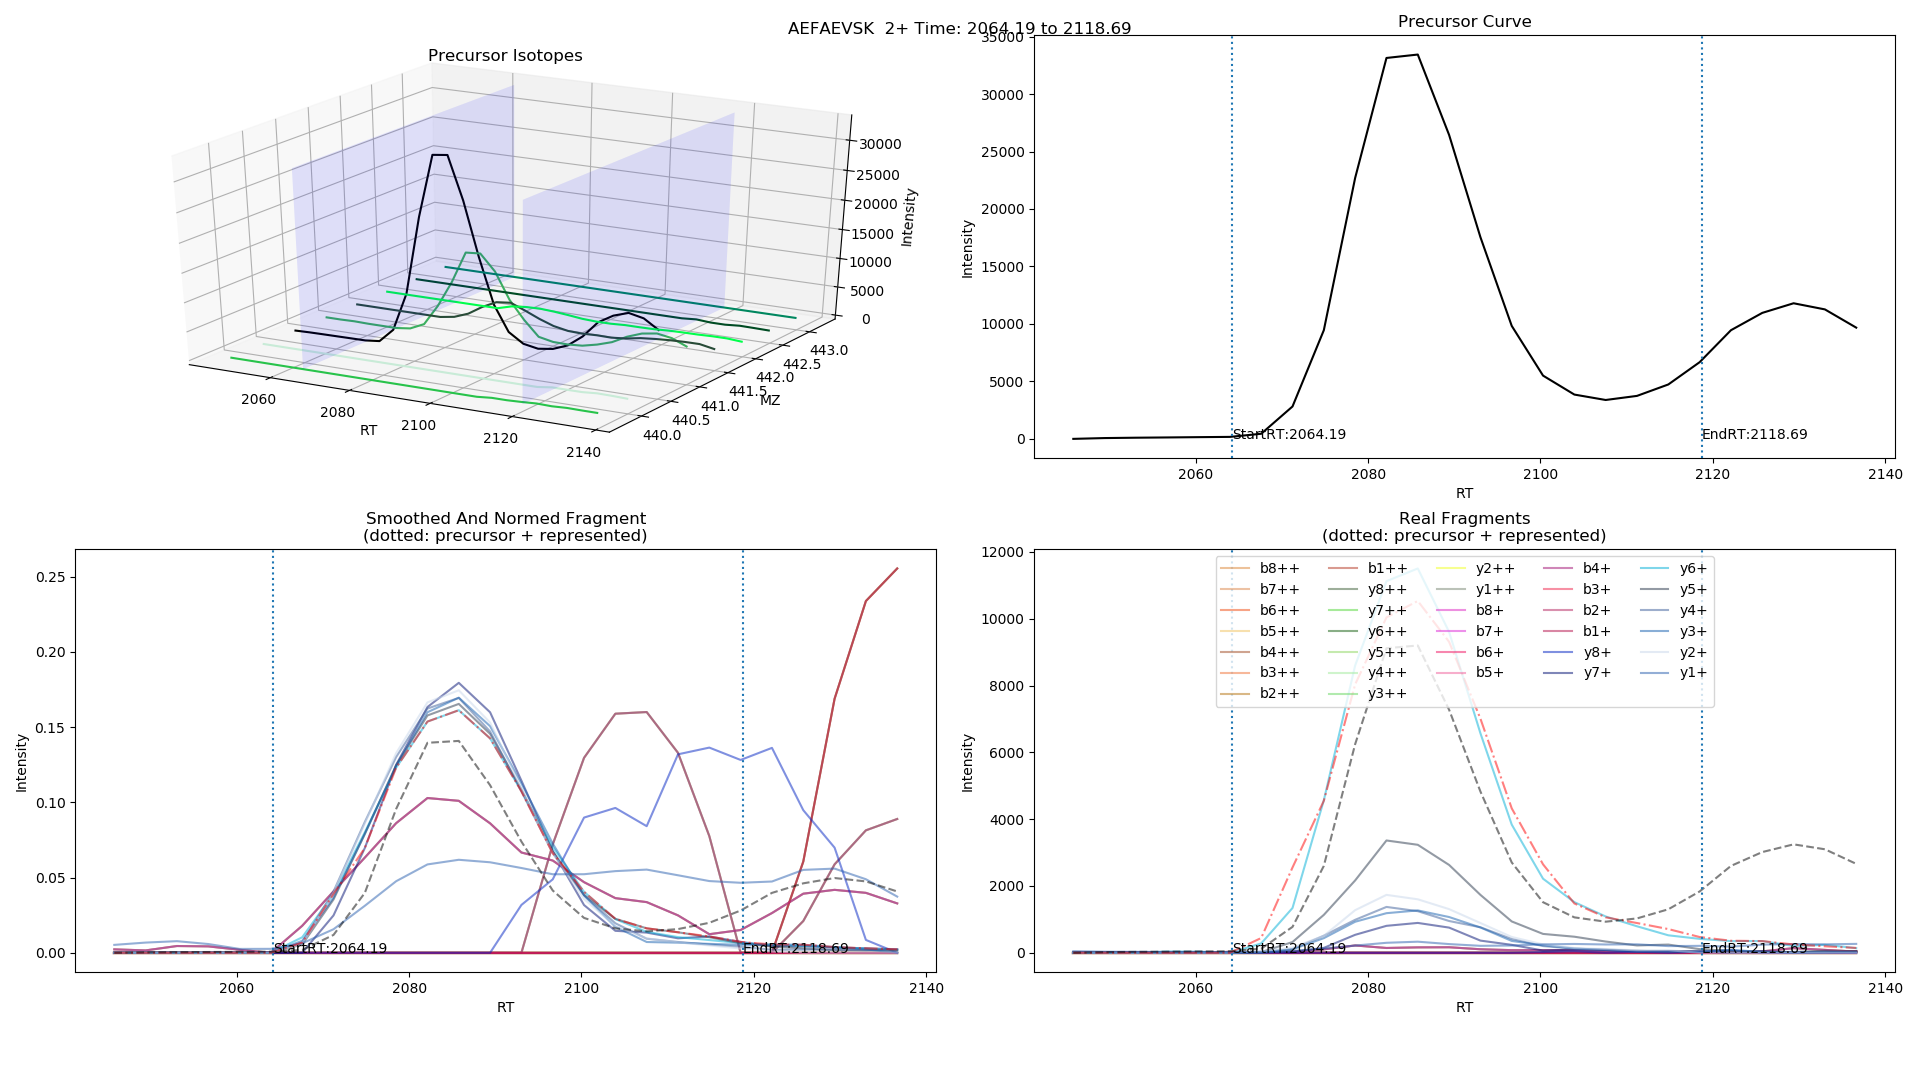 AEFAEVSK  2+ Time: 2064.19 to 2118.69
Precursor Isotopes
30000
25000
20000
15000
10000
5000
0
Intensity
443.0
442.5
442.0
441.5
441.0
440.5
440.0
MZ
2060
2080
2100
2120
2140
RT
Precursor Curve
35000
30000
25000
20000
15000
10000
5000
0
Intensity
StartRT:2064.19
EndRT:2118.69
2060
2080
2100
2120
2140
RT
Smoothed And Normed Fragment
(dotted: precursor + represented)
0.25
0.20
0.15
0.10
0.05
0.00
Intensity
StartRT:2064.19
EndRT:2118.69
2060
2080
2100
2120
2140
RT
Real Fragments
(dotted: precursor + represented)
12000
10000
8000
6000
4000
2000
0
Intensity
b8++
b7++
b6++
b5++
b4++
b3++
b2++
b1++
y8++
y7++
y6++
y5++
y4++
y3++
y2++
y1++
b8+
b7+
b6+
b5+
b4+
b3+
b2+
b1+
y8+
y7+
y6+
y5+
y4+
y3+
y2+
y1+
StartRT:2064.19
EndRT:2118.69
2060
2080
2100
2120
2140
RT